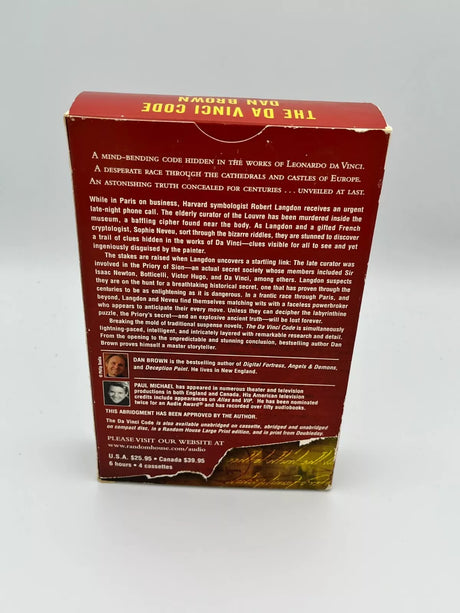 THE DA VINCI CODE
DAN BROWN
A MIND-BENDING CODE HIDDEN IN THE WORKS OF LEONARDO DA VINCI.
A DESPERATE RACE THROUGH THE CATHEDRALS AND CASTLES OF EUROPE.
AN ASTONISHING TRUTH CONCEALED FOR CENTURIES . . . UNVEILED AT LAST.
While in Paris on business, Harvard symbologist Robert Langdon receives an urgent
late-night phone call. The elderly curator of the Louvre has been murdered inside the
museum, a baffling cipher found near the body. As Langdon and a gifted French
cryptologist, Sophie Neveu, sort through the bizarre riddles, they are stunned to discover
a trail of clues hidden in the works of Da Vinci—clues visible for all to see and yet
ingeniously disguised by the painter.
The stakes are raised when Langdon uncovers a startling link: The late curator was
involved in the Priory of Sion—an actual secret society whose members included Sir
Isaac Newton, Botticelli, Victor Hugo, and Da Vinci, among others. Langdon suspects
they are on the hunt for a breathtaking historical secret, one that has proven through the
centuries to be as enlightening as it is dangerous. In a frantic race through Paris, and
beyond, Langdon and Neveu find themselves matching wits with a faceless powerbroker
who appears to anticipate their every move. Unless they can decipher the labyrinthine
puzzle, the Priory's secret—and an explosive ancient truth—will be lost forever.
Breaking the mold of traditional suspense novels, The Da Vinci Code is simultaneously
lightning-paced, intelligent, and intricately layered with remarkable research and detail.
From the opening to the unpredictable and stunning conclusion, bestselling author Dan
Brown proves himself a master storyteller.
DAN BROWN is the bestselling author of Digital Fortress, Angels & Demons,
and Deception Point. He lives in New England.
PAUL MICHAEL has appeared in numerous theater and television
productions in both England and Canada. His American television
credits include appearances on Alias and VIP. He has been nominated
twice for an Audie Award® and has recorded over fifty audiobooks.
THIS ABRIDGMENT HAS BEEN APPROVED BY THE AUTHOR.
The Da Vinci Code is also available unabridged on cassette, abridged and unabridged
on compact disc, in a Random House Large Print edition, and in print from Doubleday.
PLEASE VISIT OUR WEBSITE AT
www.randomhouse.com/audio
U.S.A. $25.95 • Canada $39.95
6 hours • 4 cassettes